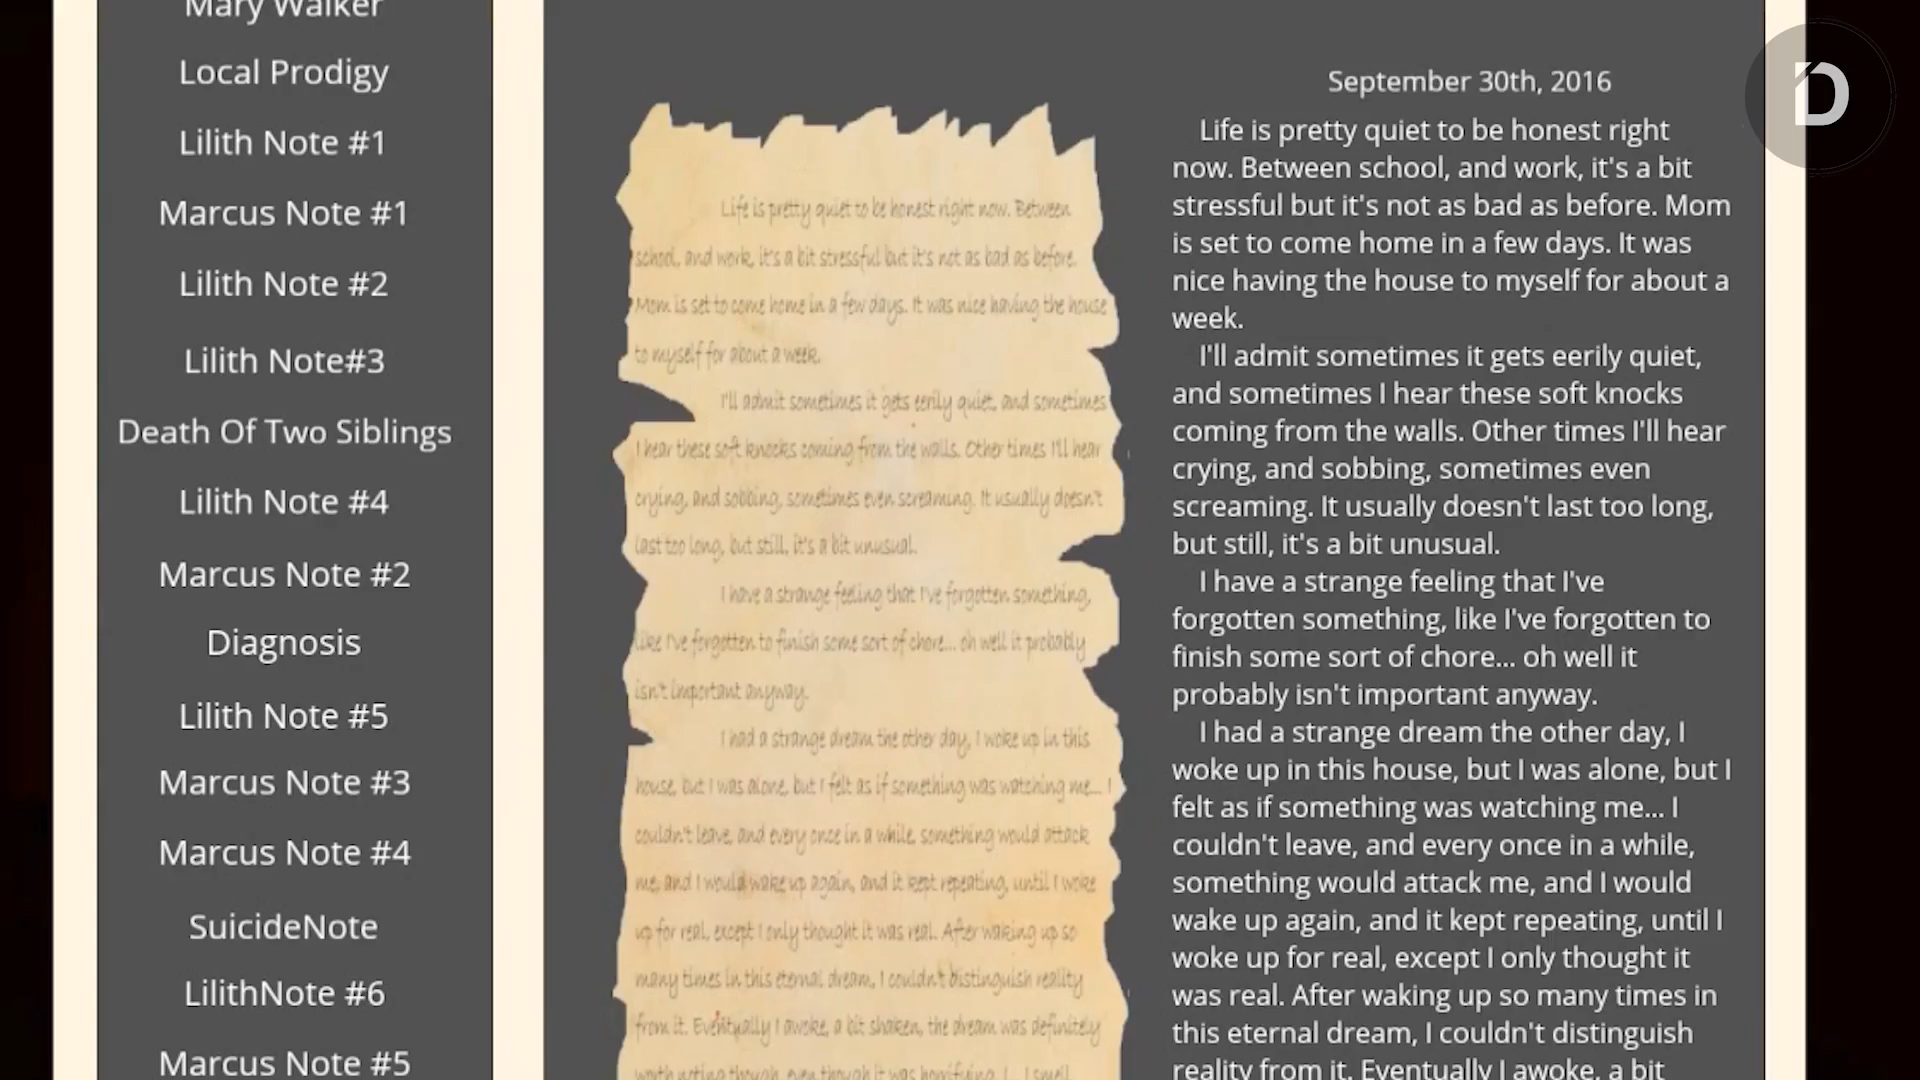 Mary Walker
Local Prodigy
Lilith Note #1
Marcus Note #1
Lilith Note #2
Lilith Note#3
Death Of Two Siblings
Lilith Note #4
Marcus Note #2
Diagnosis
Lilith Note #5
Marcus Note #3
Marcus Note #4
SuicideNote
LilithNote #6
Marcus Note #5
Life is pretty quiet to be honest right now. Between
school, and work, it's a bit stressful but it's not as bad as before.
Mom is set to come home in a few days. It was nice having the house
to myself for about a week.
I'll admit sometimes it gets eerily quiet, and sometimes
I hear these soft knocks coming from the walls. Other times I'll hear
crying, and sobbing, sometimes even screaming. It usually doesn't
last too long, but still, it's a bit unusual.
I have a strange feeling that I've forgotten something,
like I've forgotten to finish some sort of chore... oh well it probably
isn't important anyway.
I had a strange dream the other day, I woke up in this
house, but I was alone, but I felt as if something was watching me... I
couldn't leave, and every once in a while, something would attack
me, and I would wake up again, and it kept repeating, until I woke
up for real, except I only thought it was real. After waking up so
many times in this eternal dream, I couldn't distinguish reality
from it. Eventually I awoke, a bit shaken, the dream was definitely
worth noting though, even though it was horrifying. I... I smell
September 30th, 2016
Life is pretty quiet to be honest right
now. Between school, and work, it's a bit
stressful but it's not as bad as before. Mom
is set to come home in a few days. It was
nice having the house to myself for about a
week.
I'll admit sometimes it gets eerily quiet,
and sometimes I hear these soft knocks
coming from the walls. Other times I'll hear
crying, and sobbing, sometimes even
screaming. It usually doesn't last too long,
but still, it's a bit unusual.
I have a strange feeling that I've
forgotten something, like I've forgotten to
finish some sort of chore... oh well it
probably isn't important anyway.
I had a strange dream the other day, I
woke up in this house, but I was alone, but I
felt as if something was watching me... I
couldn't leave, and every once in a while,
something would attack me, and I would
wake up again, and it kept repeating, until I
woke up for real, except I only thought it
was real. After waking up so many times in
this eternal dream, I couldn't distinguish
reality from it. Eventually I awoke, a bit
D